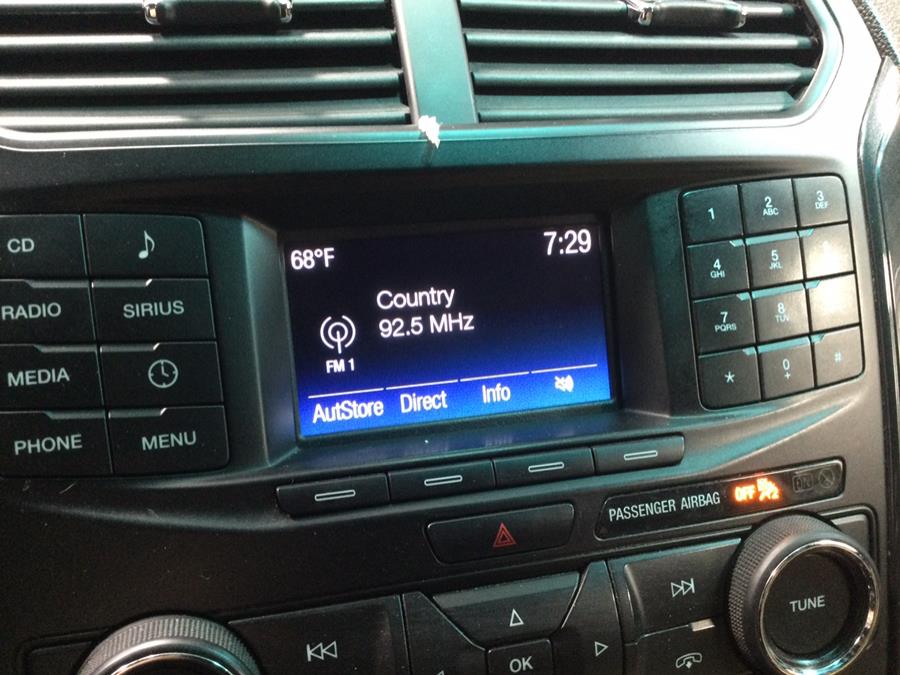 68°F
7:29
Country
92.5 MHz
FM 1
AutStore Direct Info
CD
RADIO SIRIUS
MEDIA
PHONE MENU
1 2 ABC 3 DEF
4 GHI 5 JKL
7 PQRS 8 TUV
* 0 + #
PASSENGER AIRBAG OFF
TUNE
OK